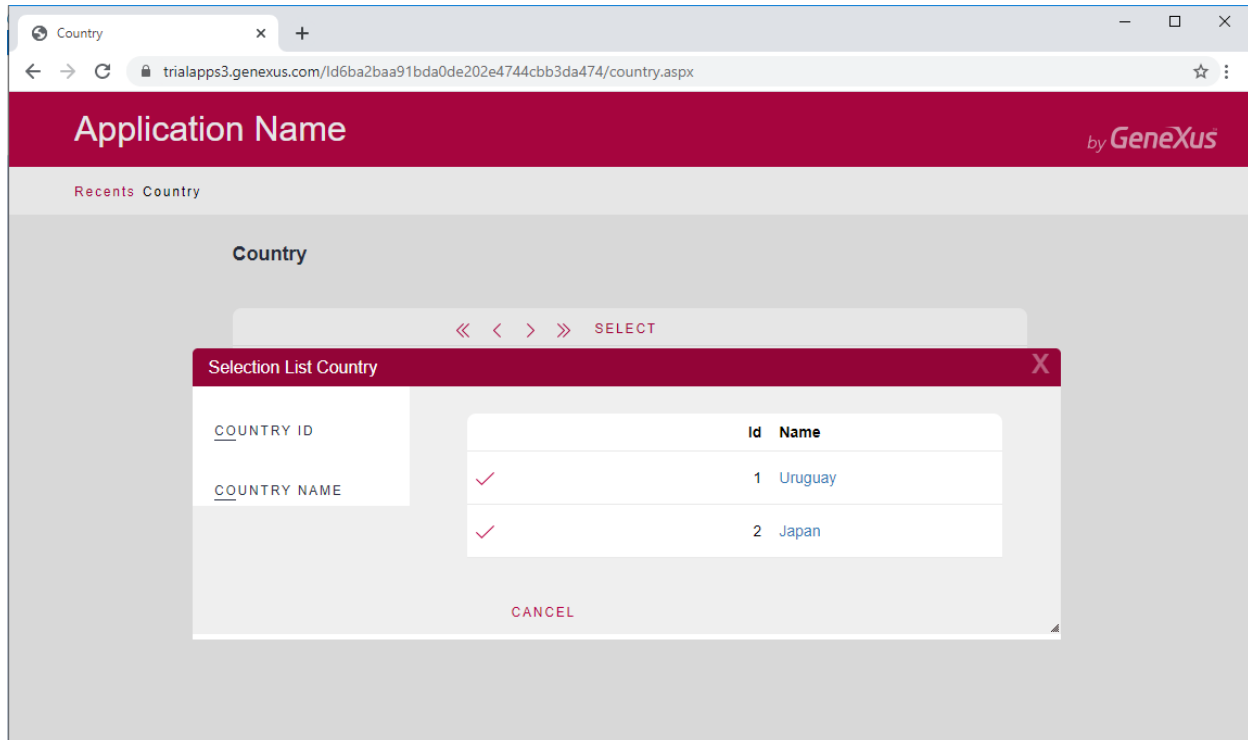 Country
trialapps3.genexus.com/Id6ba2baa91bda0de202e4744cbb3da474/country.aspx
Application Name
by GeneXus
Recents Country
Country
SELECT
Selection List Country
X
COUNTRY ID
COUNTRY NAME
Id Name
1 Uruguay
2 Japan
CANCEL